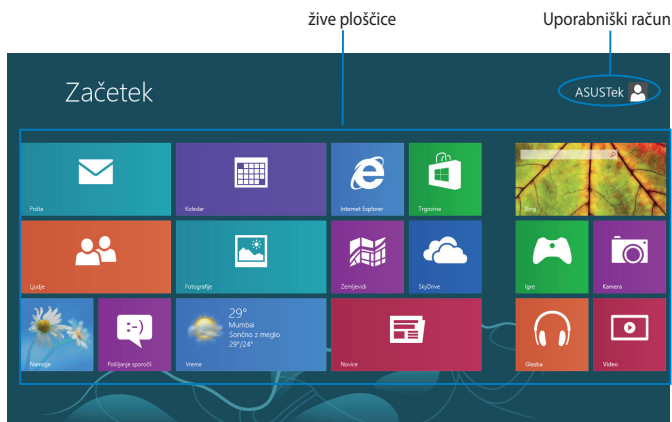 žive ploščice
Uporabniški račun
Začetek
ASUSTek
Pošta
Koledar
Internet Explorer
Trgovina
Bing
Ljudje
Fotografije
Zemljevidi
SkyDrive
Igre
Kamera
29°
Mumbai
Sončno z meglo
29°/24°
Namizje
Pošiljanje sporočil
Vreme
Novice
Glasba
Video